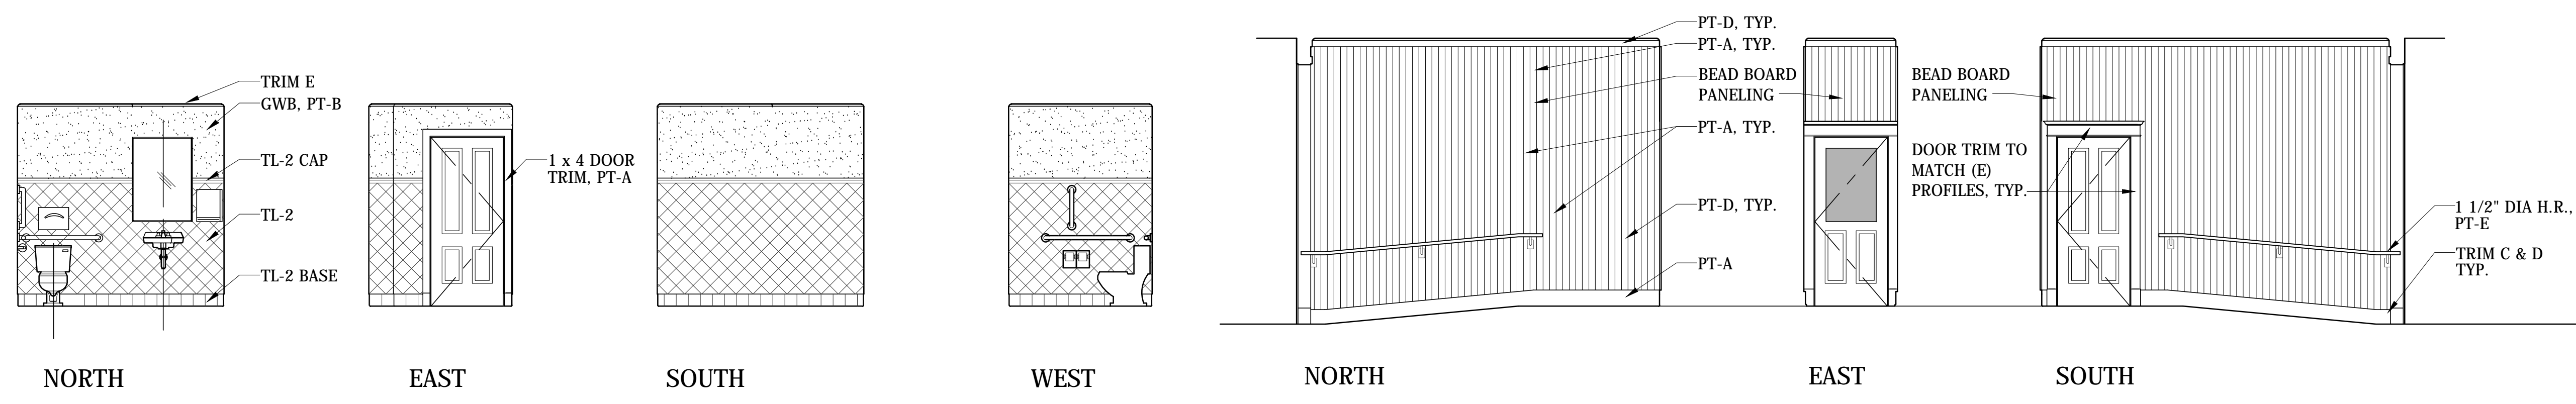 TRIM E
GWB, PT-B
TL-2 CAP
TL-2
TL-2 BASE
NORTH
1 x 4 DOOR
TRIM, PT-A
EAST
SOUTH
WEST
PT-D, TYP.
PT-A, TYP.
BEAD BOARD
PANELING
PT-A, TYP.
PT-D, TYP.
PT-A
NORTH
EAST
BEAD BOARD
PANELING
DOOR TRIM TO
MATCH (E)
PROFILES, TYP.
1 1/2" DIA H.R.,
PT-E
TRIM C & D
TYP.
SOUTH